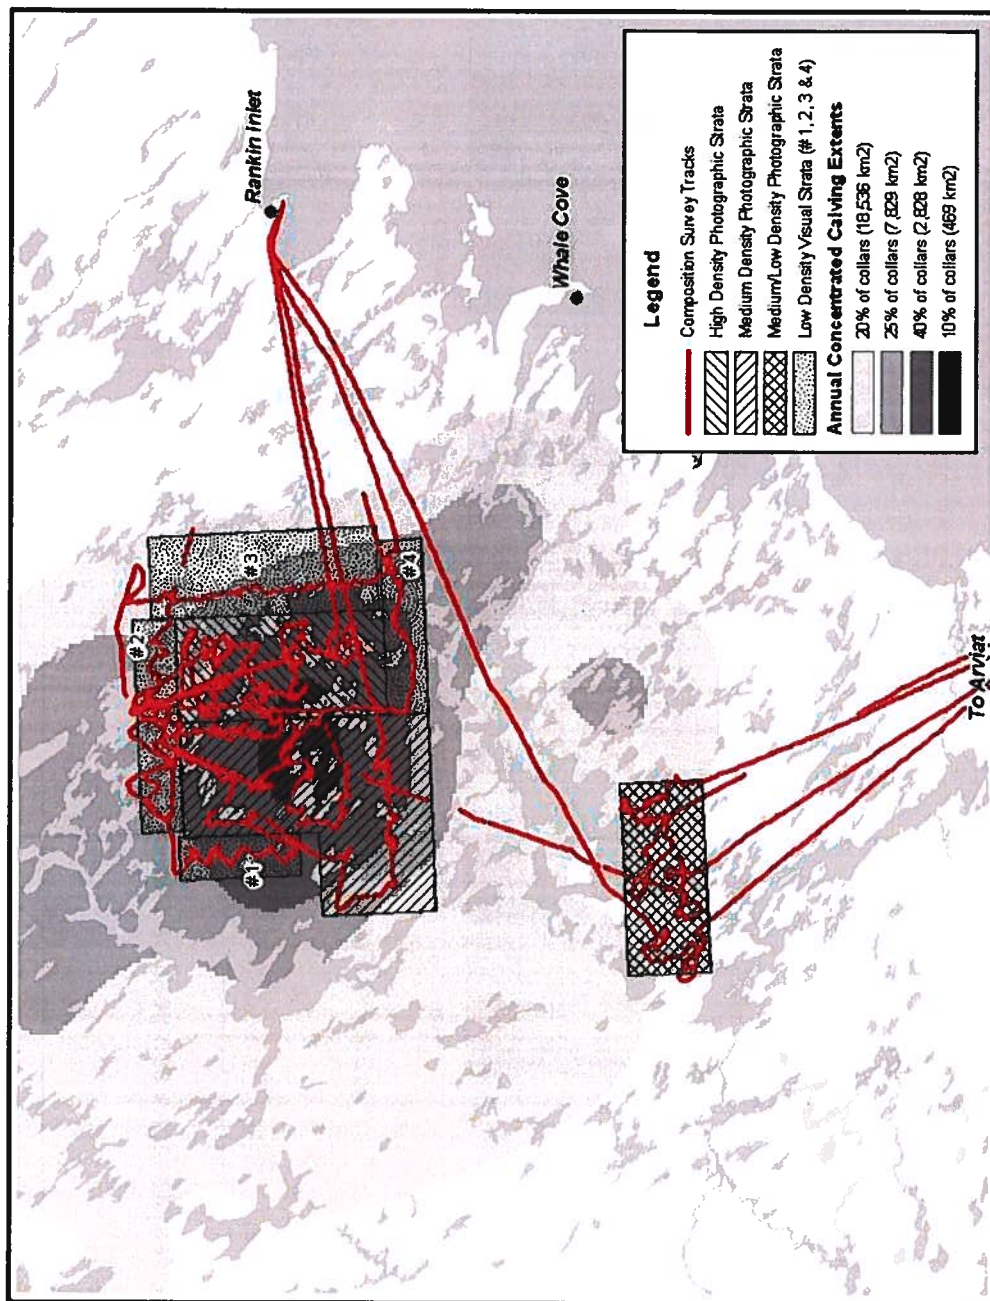 Rankin Inlet
Whale Cove
#2
#3
#1
#4
To Arviat
Legend
Composition Survey Tracks
High Density Photographic Strata
Medium Density Photographic Strata
Medium/Low Density Photographic Strata
Low Density Visual Strata (# 1, 2, 3 & 4)
Annual Concentrated Calving Extents
20% of collars (18,536 km2)
25% of collars (7,829 km2)
40% of collars (2,828 km2)
10% of collars (469 km2)